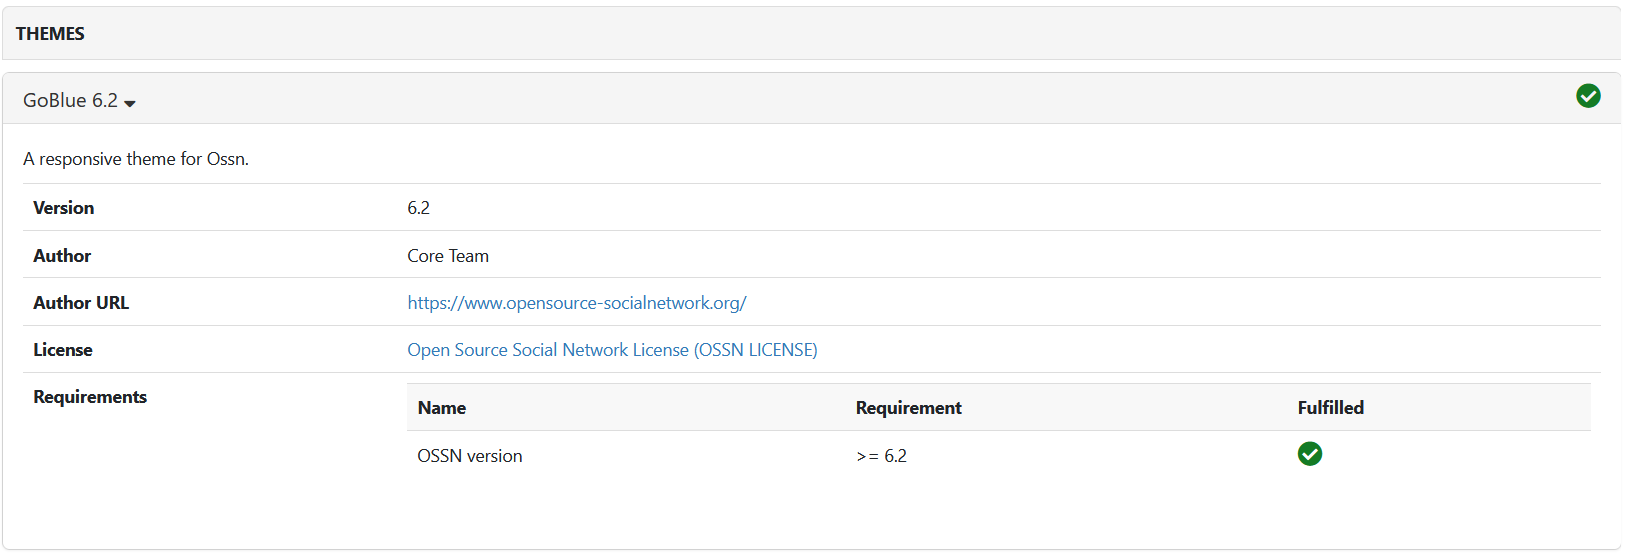 THEMES
GoBlue 6.2
A responsive theme for Ossn.
Version 6.2
Author Core Team
Author URL https://www.opensource-socialnetwork.org/
License Open Source Social Network License (OSSN LICENSE)
Requirements
Name Requirement Fulfilled
OSSN version >= 6.2